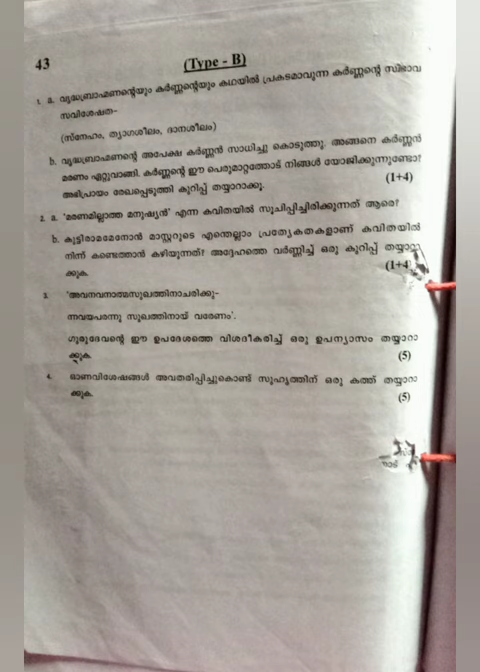 43
(Type - B)
1. a. വൃദ്ധബ്രാഹ്മണന്റെയും കർണ്ണന്റെയും കഥയിൽ പ്രകടമാവുന്ന കർണ്ണന്റെ സ്വഭാവ
സവിശേഷത-
(സ്നേഹം, ത്യാഗശീലം, ദാനശീലം)
b. വൃദ്ധബ്രാഹ്മണന്റെ അപേക്ഷ കർണ്ണൻ സാധിച്ചു കൊടുത്തു. അങ്ങനെ കർണ്ണൻ
മരണം ഏറ്റുവാങ്ങി. കർണ്ണന്റെ ഈ പെരുമാറ്റത്തോട് നിങ്ങൾ യോജിക്കുന്നുണ്ടോ?
അഭിപ്രായം രേഖപ്പെടുത്തി കുറിപ്പ് തയ്യാറാക്കൂ. (1+4)
2. a. 'മരണമില്ലാത്ത മനുഷ്യൻ' എന്ന കവിതയിൽ സൂചിപ്പിച്ചിരിക്കുന്നത് ആരെ?
b. കുട്ടിരാമമേനോൻ മാസ്റ്ററുടെ എന്തെല്ലാം പ്രത്യേകതകളാണ് കവിതയിൽ
നിന്ന് കണ്ടെത്താൻ കഴിയുന്നത്? അദ്ദേഹത്തെ വർണ്ണിച്ച് ഒരു കുറിപ്പ് തയ്യാറാ
ക്കുക. (1+4
3. 'അവനവനാത്മസുഖത്തിനാചരിക്കു-
ന്നവയപരന്നു സുഖത്തിനായ് വരേണം'.
ഗുരുദേവന്റെ ഈ ഉപദേശത്തെ വിശദീകരിച്ച് ഒരു ഉപന്യാസം തയ്യാറാ
ക്കുക. (5)
4. ഓണവിശേഷങ്ങൾ അവതരിപ്പിച്ചുകൊണ്ട് സുഹൃത്തിന് ഒരു കത്ത് തയ്യാറാ
ക്കുക. (5)